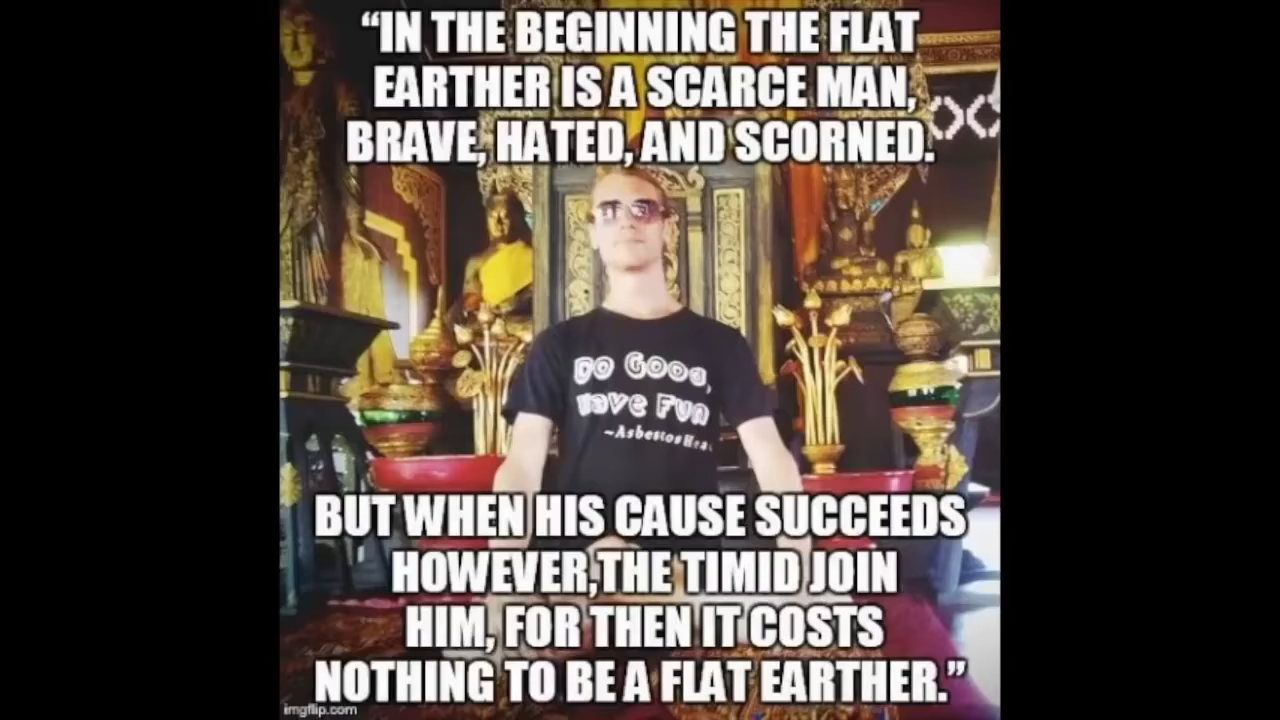 “IN THE BEGINNING THE FLAT
EARTHER IS A SCARCE MAN,
BRAVE, HATED, AND SCORNED.
DO GOOD,
Have Fun
~Asbestos
BUT WHEN HIS CAUSE SUCCEEDS
HOWEVER,THE TIMID JOIN
HIM, FOR THEN IT COSTS
NOTHING TO BE A FLAT EARTHER.”
imgflip.com